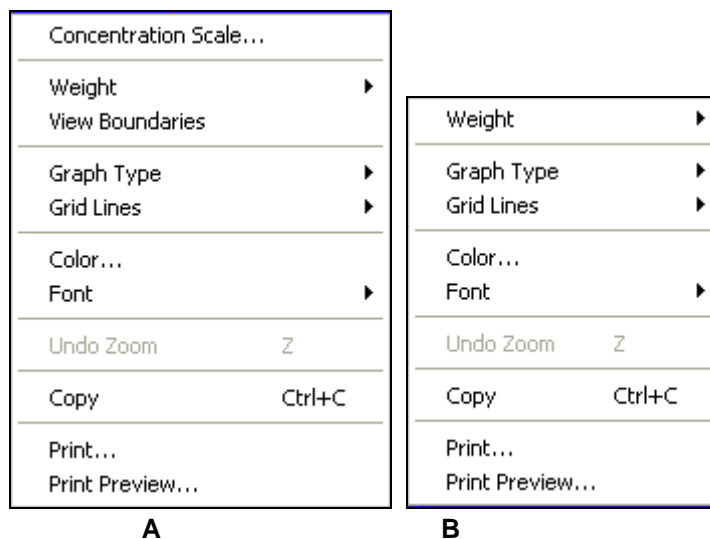 Concentration Scale...
Weight
View Boundaries
Graph Type
Grid Lines
Color...
Font
Undo Zoom Z
Copy Ctrl+C
Print...
Print Preview...
A
Weight
Graph Type
Grid Lines
Color...
Font
Undo Zoom Z
Copy Ctrl+C
Print...
Print Preview...
B